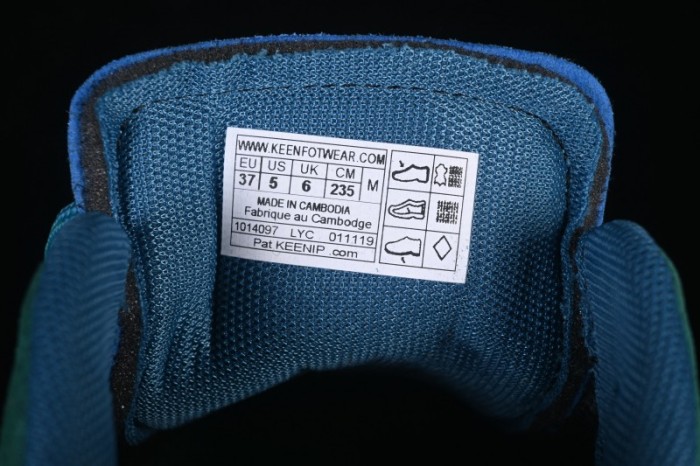 WWW.KEENFOTWEAR.COM
EU US UK CM M
37 5 6 235
MADE IN CAMBODIA
Fabrique au Cambodge
1014097 LYC 011119
Pat KEENIP .com